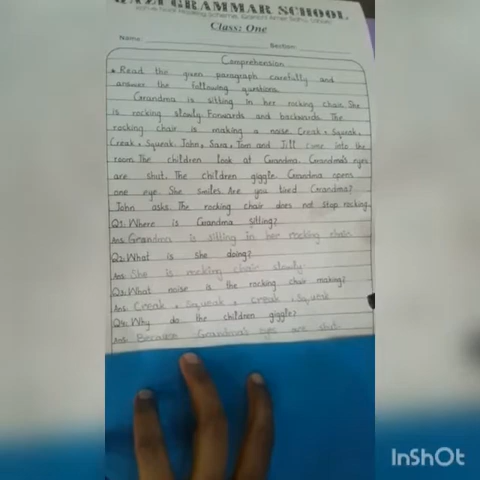 QAZI GRAMMAR SCHOOL
Class: One
Name: Section:
Comprehension
• Read the given paragraph carefully and
answer the following questions.
Grandma is sitting in her rocking chair. She
is rocking slowly. Forwards and backwards. The
rocking chair is making a noise. Creak, Squeak,
Creak, Squeak. John, Sara, Tom and Jill come into the
room. The children look at Grandma. Grandma's eyes
are shut. The children giggle. Grandma opens
one eye. She smiles. Are you tired Grandma?
John asks. The rocking chair does not stop rocking.
Q1: Where is Grandma sitting?
Ans: Grandma is sitting in her rocking chair.
Q2: What is she doing?
Ans: She is rocking chair slowly.
Q3: What noise is the rocking chair making?
Ans: Creak, Squeak, creak, Squeak
Q4: Why do the children giggle?
Ans: Because Grandma's eyes are shut.
InShOt